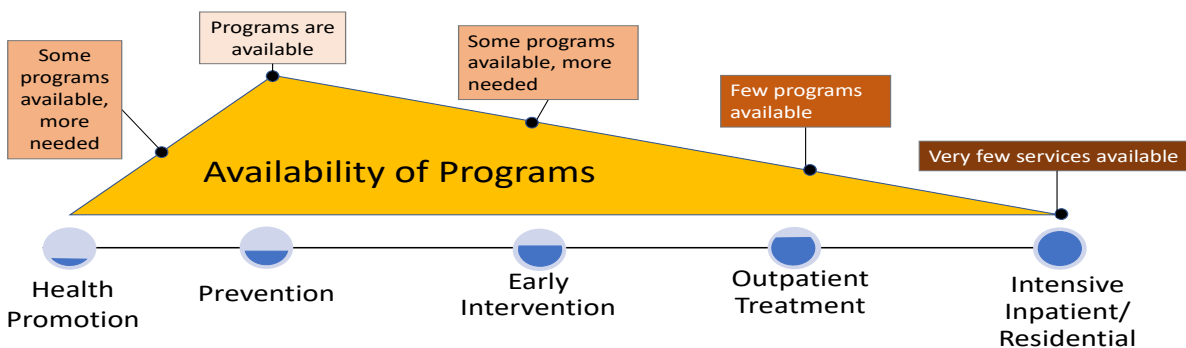 Some
programs
available,
more
needed
Programs are
available
Some programs
available, more
needed
Few programs
available
Very few services available
Availability of Programs
Health
Promotion
Prevention
Early
Intervention
Outpatient
Treatment
Intensive
Inpatient/
Residential